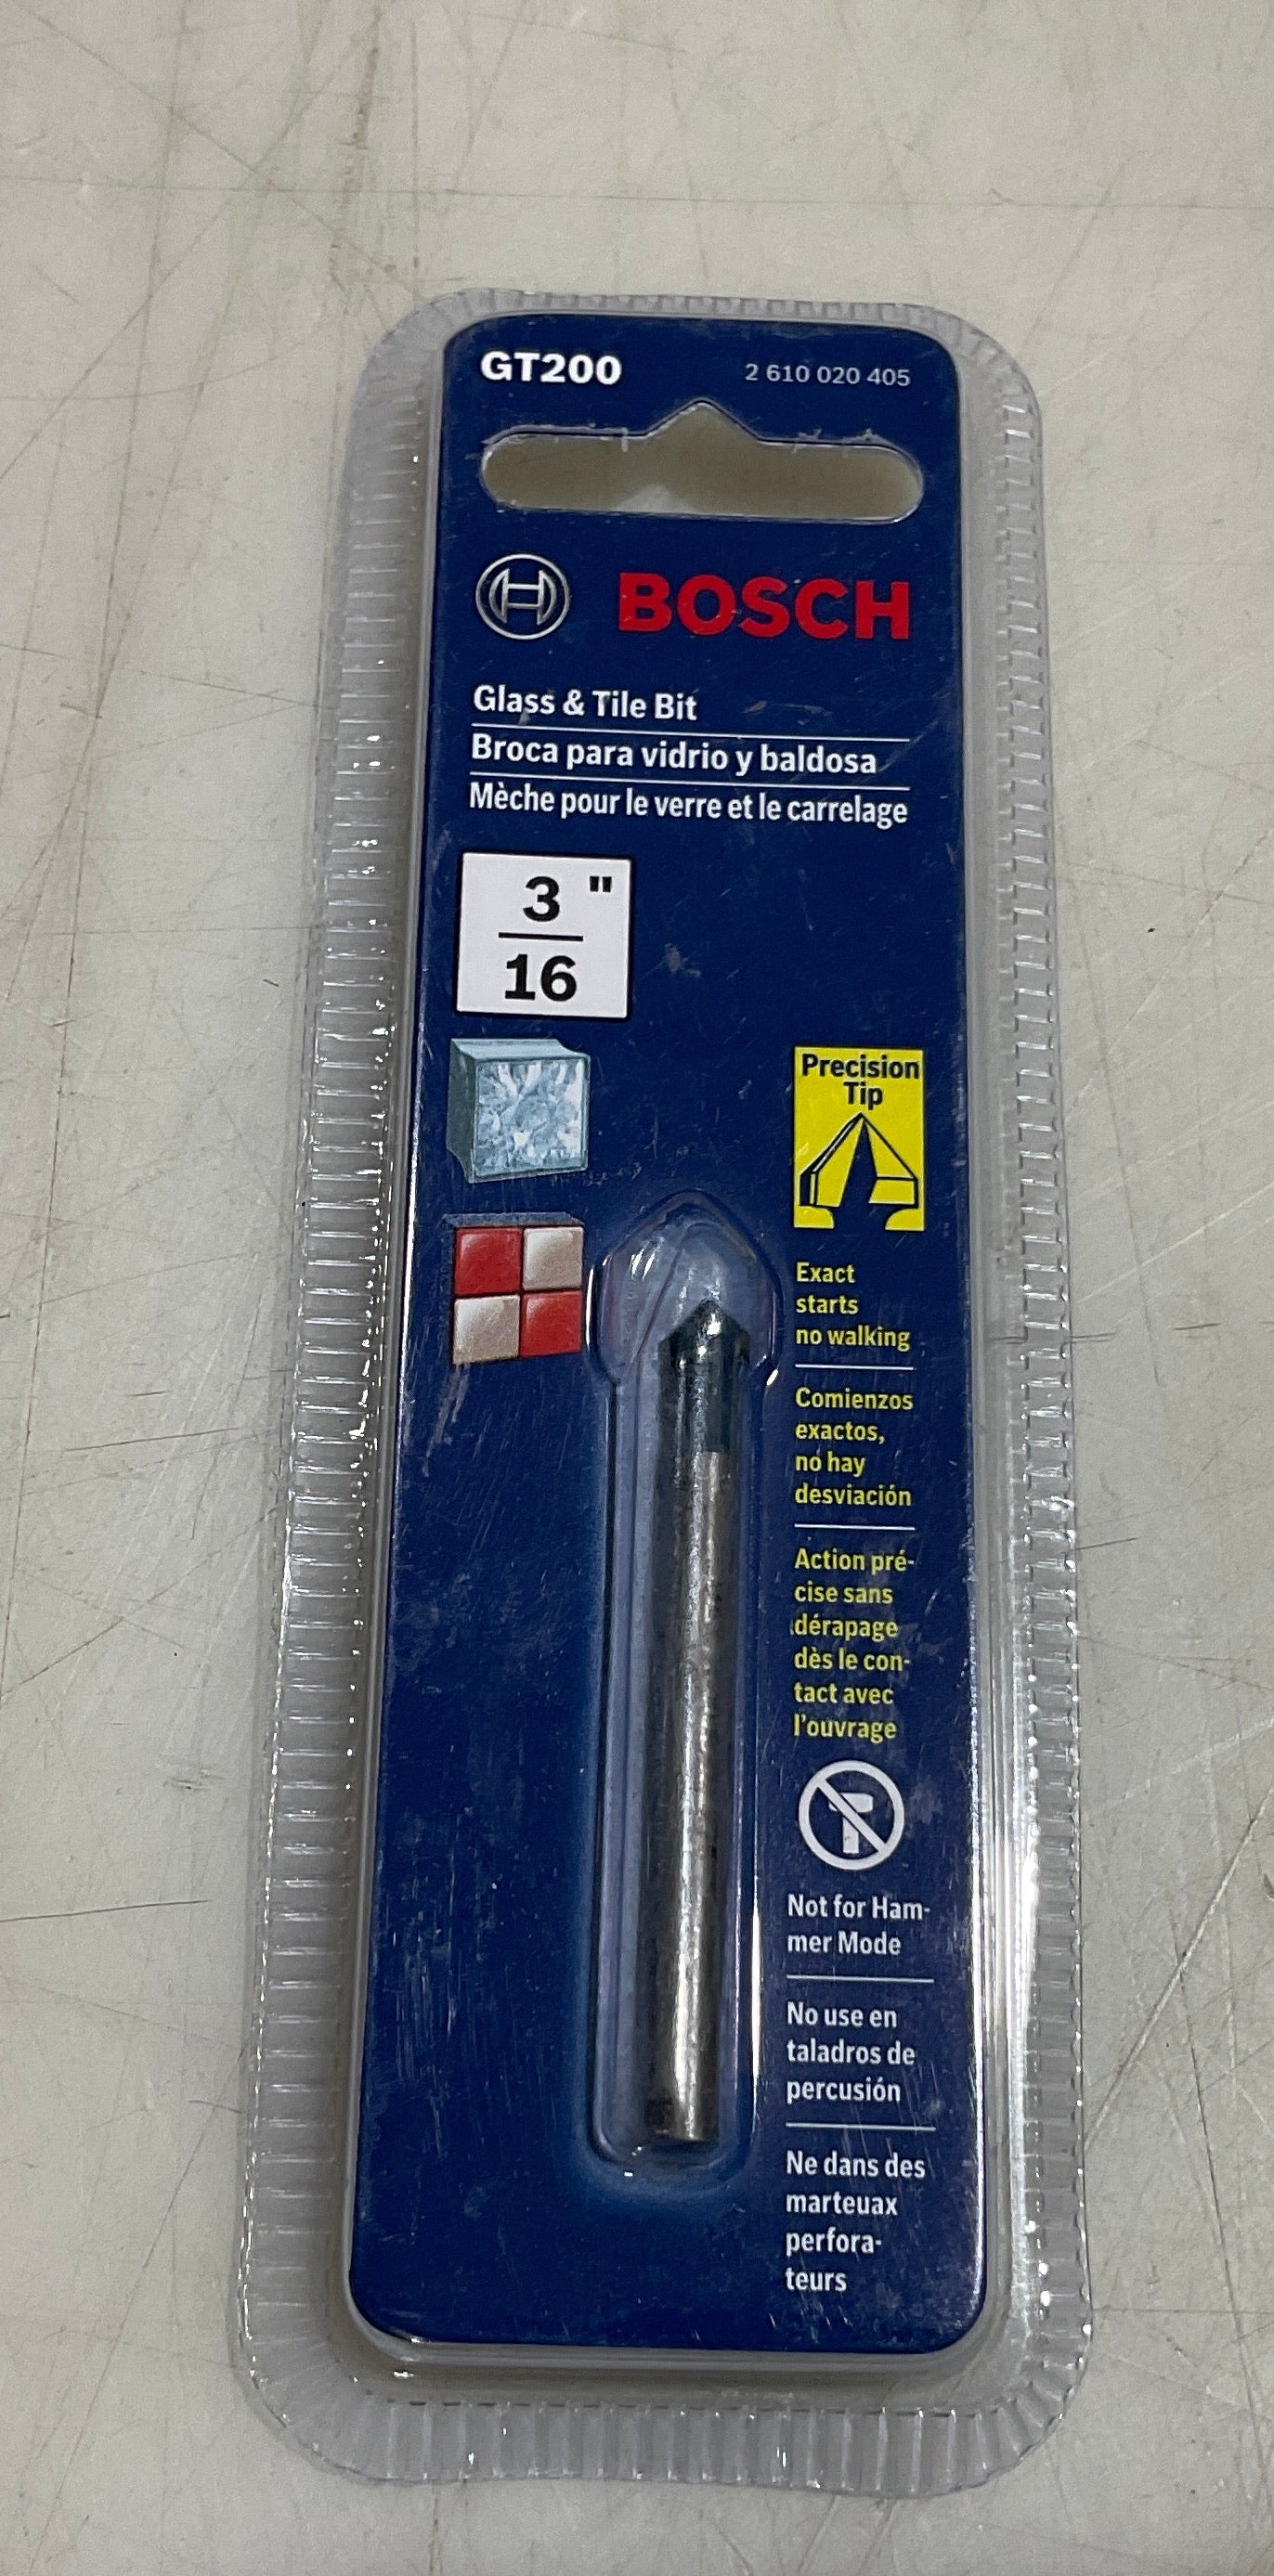 GT200 2 610 020 405
BOSCH
Glass & Tile Bit
Broca para vidrio y baldosa
Mèche pour le verre et le carrelage
3 "
16
Precision
Tip
Exact
starts
no walking
Comienzos
exactos,
no hay
desviación
Action pré-
cise sans
dérapage
dès le con-
tact avec
l'ouvrage
Not for Ham-
mer Mode
No use en
taladros de
percusión
Ne dans des
marteuax
perfora-
teurs